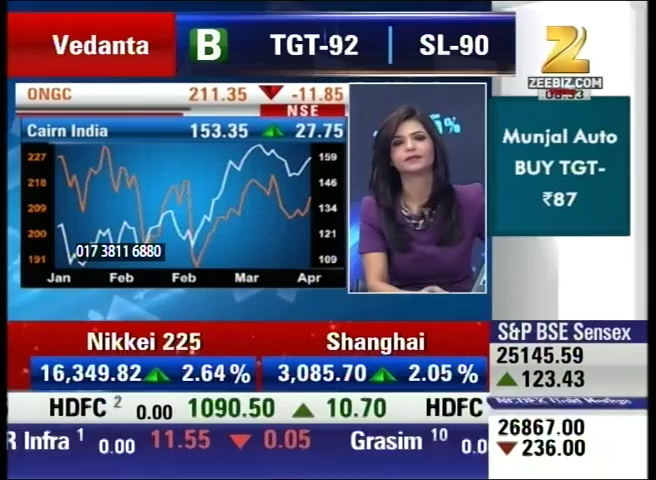 Vedanta
B TGT-92 SL-90
ZEEBIZ.COM
ONGC 211.35 -11.85
NSE
Cairn India 153.35 27.75
227 159
218 146
209 134
200 121
191 109
017 3811 6880
Jan Feb Feb Mar Apr
Munjal Auto
BUY TGT-
₹87
Nikkei 225 Shanghai
16,349.82 2.64% 3,085.70 2.05%
S&P BSE Sensex
25145.59
123.43
HDFC 2 0.00 1090.50 10.70 HDFC
R Infra 1 0.00 11.55 0.05 Grasim 10 0.0
26867.00
236.00